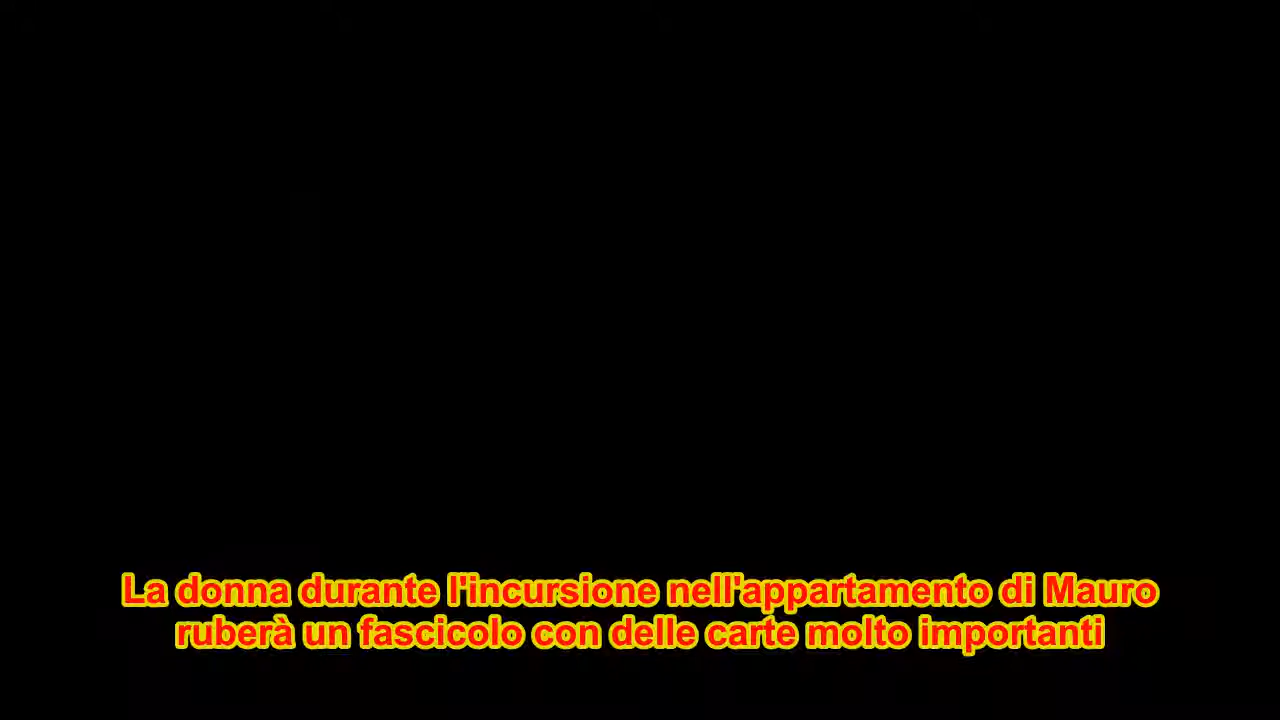 La donna durante l'incursione nell'appartamento di Mauro
ruberà un fascicolo con delle carte molto importanti